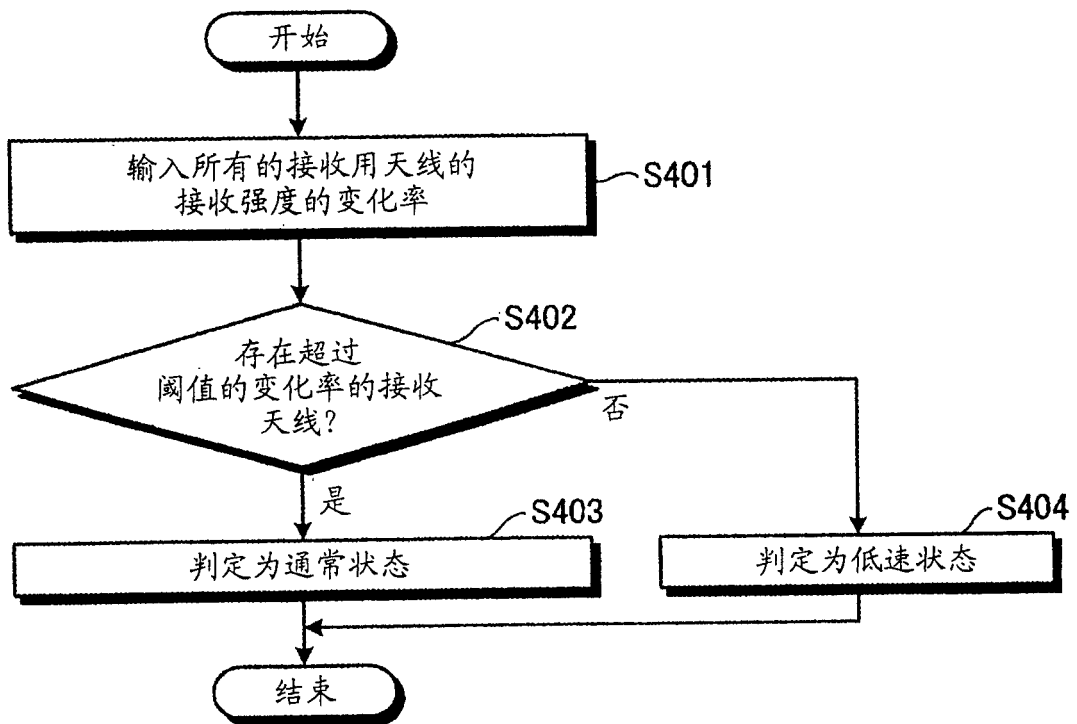 开始
输入所有的接收用天线的
接收强度的变化率
S401
S402
存在超过
阈值的变化率的接收
天线？
否
是
S403
判定为通常状态
S404
判定为低速状态
结束